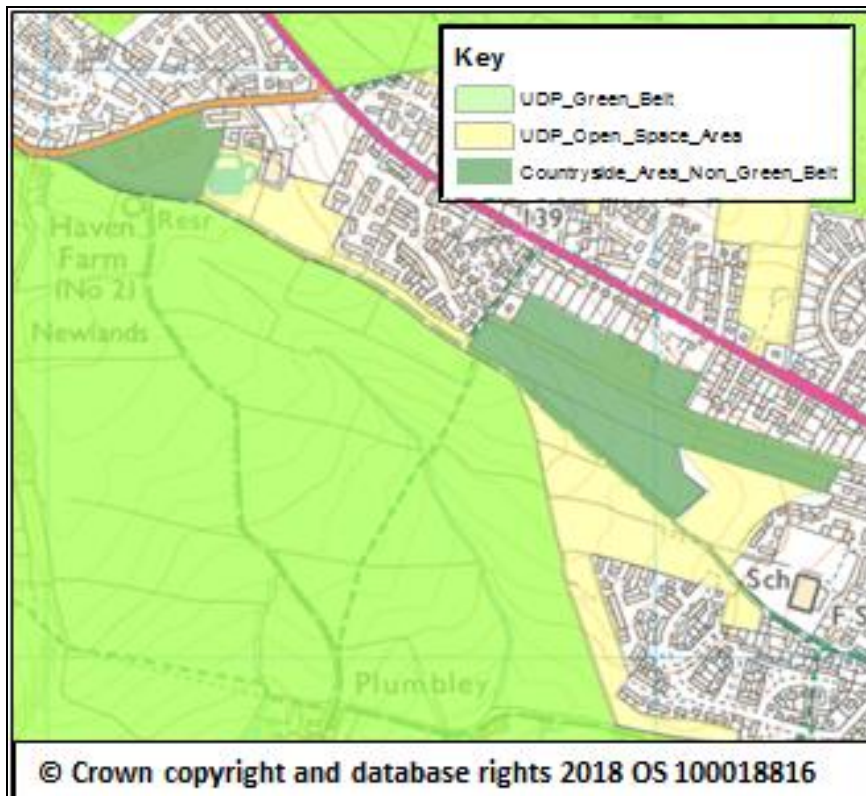 Key
UDP_Green_Belt
UDP_Open_Space_Area
Countryside_Area_Non_Green_Belt
Resr
139
Haven
Farm
(No 2)
Newlands
Sch
F S
Plumbley
© Crown copyright and database rights 2018 OS 100018816